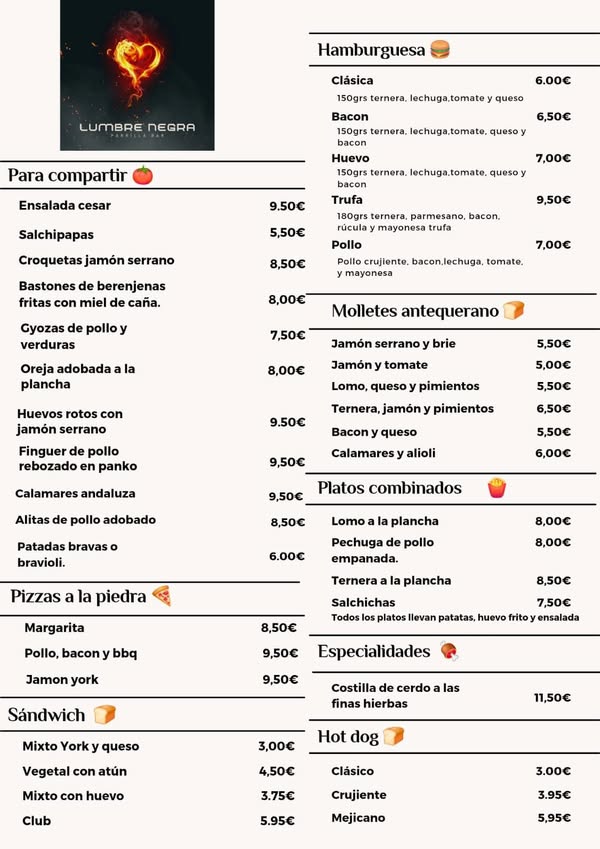 LUMBRE NEGRA
PARRILLA BAR
Para compartir
Ensalada cesar 9.50€
Salchipapas 5,50€
Croquetas jamón serrano 8,50€
Bastones de berenjenas
fritas con miel de caña. 8,00€
Gyozas de pollo y 7,50€
verduras
Oreja adobada a la 8,00€
plancha
Huevos rotos con
jamón serrano 9.50€
Finguer de pollo
rebozado en panko 9,50€
Calamares andaluza 9,50€
Alitas de pollo adobado 8,50€
Patadas bravas o
bravioli. 6.00€
Pizzas a la piedra
Margarita 8,50€
Pollo, bacon y bbq 9,50€
Jamon york 9,50€
Sándwich
Mixto York y queso 3,00€
Vegetal con atún 4,50€
Mixto con huevo 3.75€
Club 5.95€
Hamburguesa
Clásica 6.00€
150grs ternera, lechuga,tomate y queso
Bacon 6,50€
150grs ternera, lechuga,tomate, queso y
bacon
Huevo 7,00€
150grs ternera, lechuga,tomate, queso y
bacon
Trufa 9,50€
180grs ternera, parmesano, bacon,
rúcula y mayonesa trufa
Pollo 7,00€
Pollo crujiente, bacon,lechuga, tomate,
y mayonesa
Molletes antequerano
Jamón serrano y brie 5,50€
Jamón y tomate 5,00€
Lomo, queso y pimientos 5,50€
Ternera, jamón y pimientos 6,50€
Bacon y queso 5,50€
Calamares y alioli 6,00€
Platos combinados
Lomo a la plancha 8,00€
Pechuga de pollo 8,00€
empanada.
Ternera a la plancha 8,50€
Salchichas 7,50€
Todos los platos llevan patatas, huevo frito y ensalada
Especialidades
Costilla de cerdo a las
finas hierbas 11,50€
Hot dog
Clásico 3.00€
Crujiente 3.95€
Mejicano 5,95€